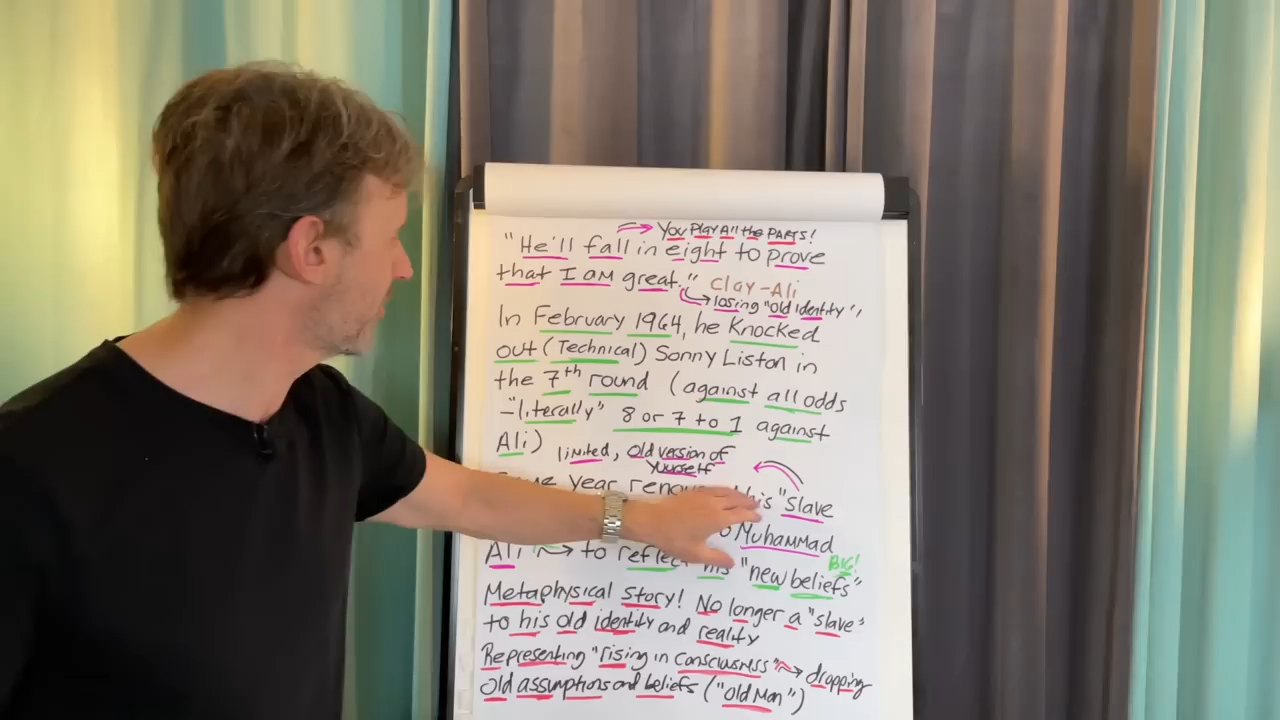 You Play All the PARTS!
"He'll fall in eight to prove
that I am great." Clay-Ali
losing "old identity",
In February 1964, he Knocked
out (Technical) Sonny Liston in
the 7th round (against all odds
-"literally" 8 or 7 to 1 against
Ali) limited, old version of
yourself
year his "slave
Muhammad
Ali to reflect his "new beliefs"
BIG!
Metaphysical story! No longer a "slave"
to his old identity and reality
Representing "rising in consciousness" dropping
old assumptions and beliefs ("old Man")